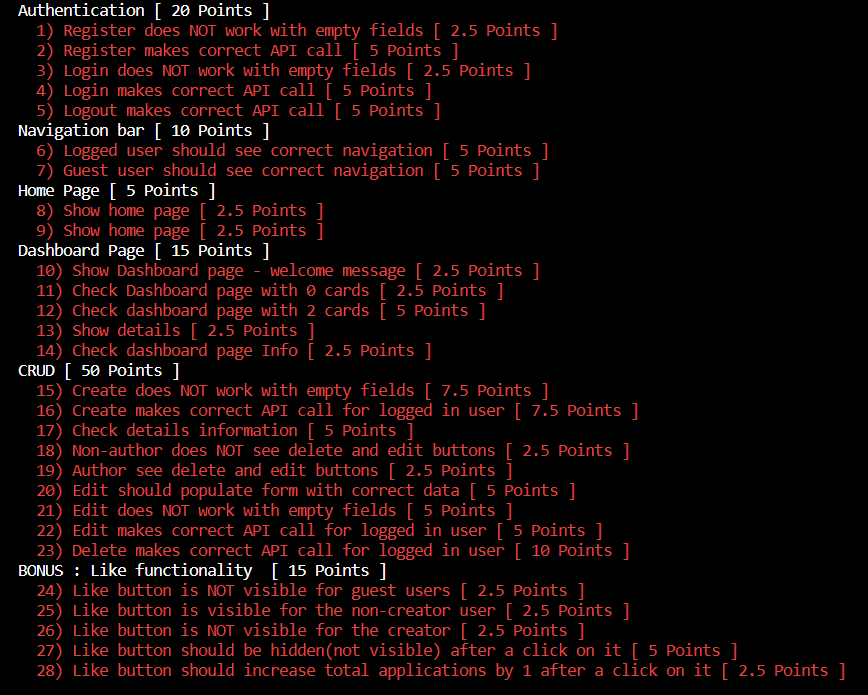 Authentication [ 20 Points ]
1) Register does NOT work with empty fields [ 2.5 Points ]
2) Register makes correct API call [ 5 Points ]
3) Login does NOT work with empty fields [ 2.5 Points ]
4) Login makes correct API call [ 5 Points ]
5) Logout makes correct API call [ 5 Points ]
Navigation bar [ 10 Points ]
6) Logged user should see correct navigation [ 5 Points ]
7) Guest user should see correct navigation [ 5 Points ]
Home Page [ 5 Points ]
8) Show home page [ 2.5 Points ]
9) Show home page [ 2.5 Points ]
Dashboard Page [ 15 Points ]
10) Show Dashboard page - welcome message [ 2.5 Points ]
11) Check Dashboard page with 0 cards [ 2.5 Points ]
12) Check dashboard page with 2 cards [ 5 Points ]
13) Show details [ 2.5 Points ]
14) Check dashboard page Info [ 2.5 Points ]
CRUD [ 50 Points ]
15) Create does NOT work with empty fields [ 7.5 Points ]
16) Create makes correct API call for logged in user [ 7.5 Points ]
17) Check details information [ 5 Points ]
18) Non-author does NOT see delete and edit buttons [ 2.5 Points ]
19) Author see delete and edit buttons [ 2.5 Points ]
20) Edit should populate form with correct data [ 5 Points ]
21) Edit does NOT work with empty fields [ 5 Points ]
22) Edit makes correct API call for logged in user [ 5 Points ]
23) Delete makes correct API call for logged in user [ 10 Points ]
BONUS : Like functionality  [ 15 Points ]
24) Like button is NOT visible for guest users [ 2.5 Points ]
25) Like button is visible for the non-creator user [ 2.5 Points ]
26) Like button is NOT visible for the creator [ 2.5 Points ]
27) Like button should be hidden(not visible) after a click on it [ 5 Points ]
28) Like button should increase total applications by 1 after a click on it [ 2.5 Points ]